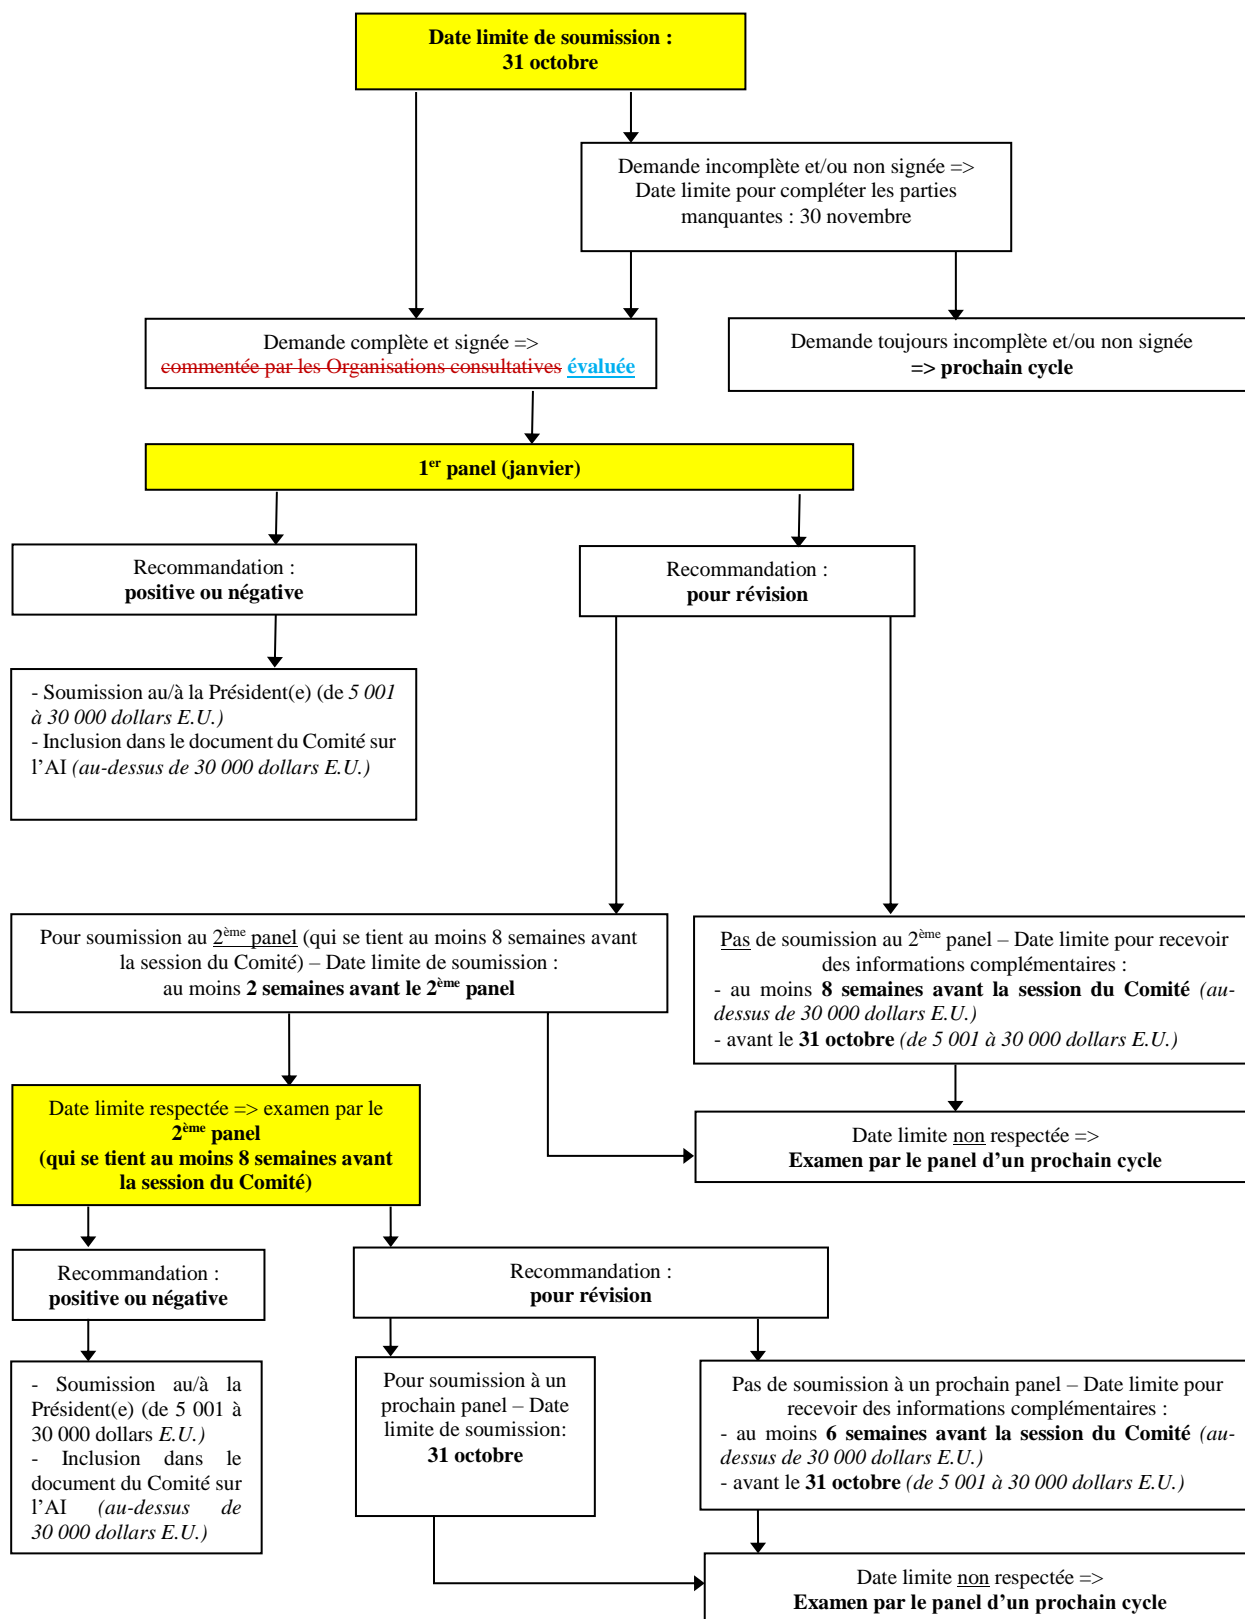 Date limite de soumission :
31 octobre
Demande incomplète et/ou non signée =>
Date limite pour compléter les parties
manquantes : 30 novembre
Demande complète et signée =>
commentée par les Organisations consultatives évaluée
Demande toujours incomplète et/ou non signée
=> prochain cycle
1er panel (janvier)
Recommandation :
positive ou négative
Recommandation :
pour révision
- Soumission au/à la Président(e) (de 5 001
à 30 000 dollars E.U.)
- Inclusion dans le document du Comité sur
l’AI (au-dessus de 30 000 dollars E.U.)
Pour soumission au 2ème panel (qui se tient au moins 8 semaines avant
la session du Comité) – Date limite de soumission :
au moins 2 semaines avant le 2ème panel
Pas de soumission au 2ème panel – Date limite pour recevoir
des informations complémentaires :
- au moins 8 semaines avant la session du Comité (au-
dessus de 30 000 dollars E.U.)
- avant le 31 octobre (de 5 001 à 30 000 dollars E.U.)
Date limite respectée => examen par le
2ème panel
(qui se tient au moins 8 semaines avant
la session du Comité)
Date limite non respectée =>
Examen par le panel d’un prochain cycle
Recommandation :
positive ou négative
Recommandation :
pour révision
- Soumission au/à la
Président(e) (de 5 001 à
30 000 dollars E.U.)
- Inclusion dans le
document du Comité sur
l’AI (au-dessus de
30 000 dollars E.U.)
Pour soumission à un
prochain panel – Date
limite de soumission:
31 octobre
Pas de soumission à un prochain panel – Date limite pour
recevoir des informations complémentaires :
- au moins 6 semaines avant la session du Comité (au-
dessus de 30 000 dollars E.U.)
- avant le 31 octobre (de 5 001 à 30 000 dollars E.U.)
Date limite non respectée =>
Examen par le panel d’un prochain cycle